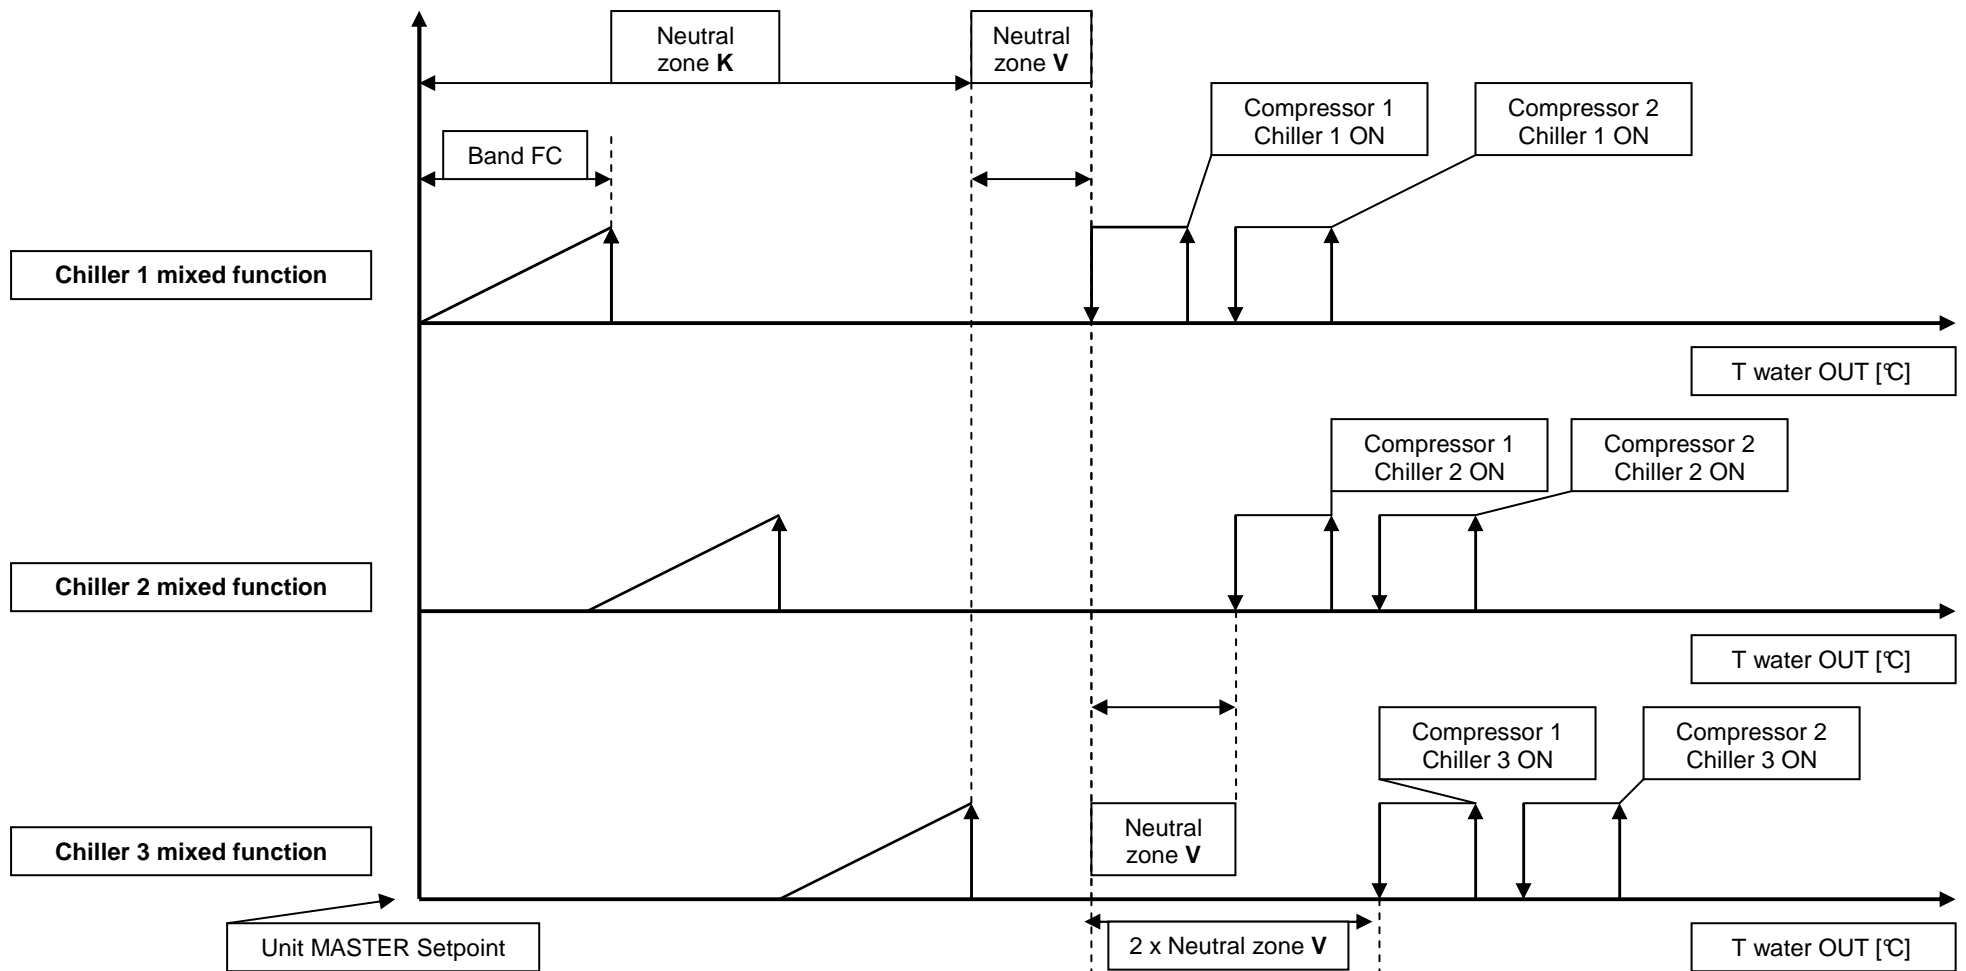 Neutral
zone K
Neutral
zone V
Compressor 1
Chiller 1 ON
Compressor 2
Chiller 1 ON
Band FC
Chiller 1 mixed function
T water OUT [°C]
Compressor 1
Chiller 2 ON
Compressor 2
Chiller 2 ON
Chiller 2 mixed function
T water OUT [°C]
Compressor 1
Chiller 3 ON
Compressor 2
Chiller 3 ON
Neutral
zone V
Chiller 3 mixed function
Unit MASTER Setpoint
2 x Neutral zone V
T water OUT [°C]